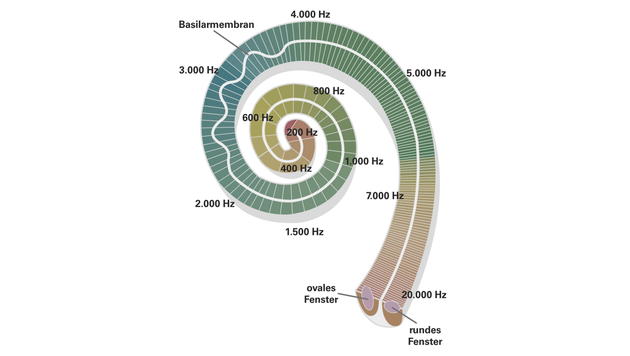 4.000 Hz
Basilarmembran
3.000 Hz
5.000 Hz
800 Hz
600 Hz
200 Hz
1.000 Hz
400 Hz
7.000 Hz
2.000 Hz
1.500 Hz
ovales
Fenster
20.000 Hz
rundes
Fenster